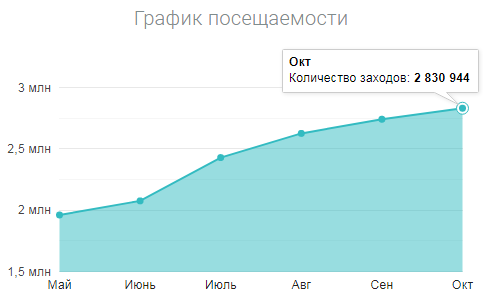 График посещаемости
Окт
Количество заходов: 2 830 944
3 млн
2,5 млн
2 млн
1,5 млн
Май Июнь Июль Авг Сен Окт